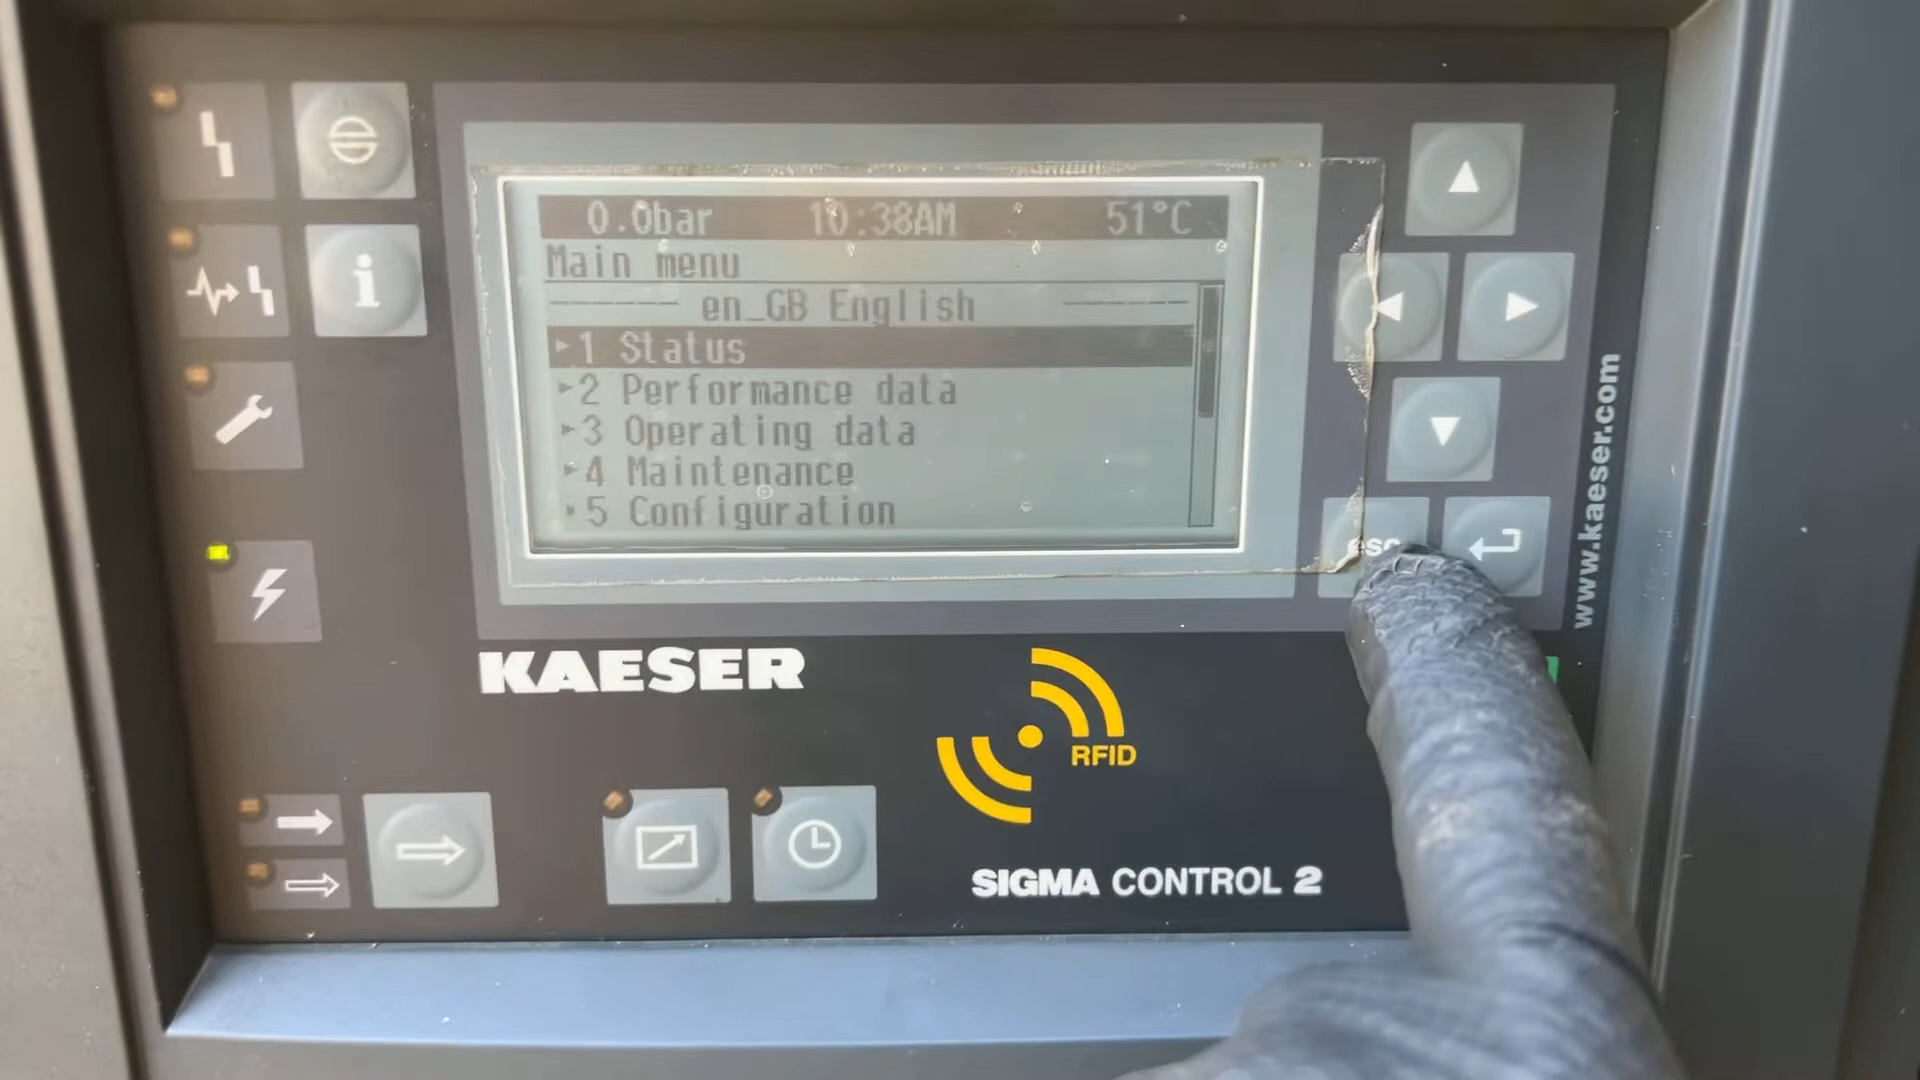 0.0bar 10:38AM 51°C
Main menu
en_GB English
1 Status
2 Performance data
3 Operating data
4 Maintenance
5 Configuration
esc
www.kaeser.com
KAESER
RFID
SIGMA CONTROL 2